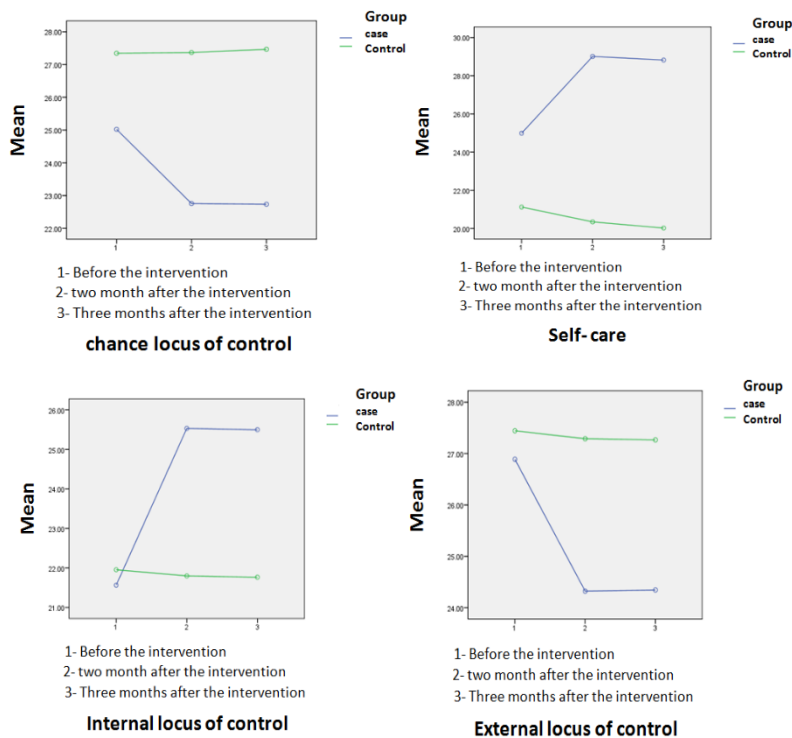 Group
case
Control
Mean
28.00
27.00
26.00
25.00
24.00
23.00
22.00
1 2 3
1- Before the intervention
2- two month after the intervention
3- Three months after the intervention
chance locus of control
Group
case
Control
Mean
30.00
28.00
26.00
24.00
22.00
20.00
1 2 3
1- Before the intervention
2- two month after the intervention
3- Three months after the intervention
Self- care
Group
case
Control
Mean
26.00
25.00
24.00
23.00
22.00
21.00
1 2 3
1- Before the intervention
2- two month after the intervention
3- Three months after the intervention
Internal locus of control
Group
case
Control
Mean
28.00
27.00
26.00
25.00
24.00
1 2 3
1- Before the intervention
2- two month after the intervention
3- Three months after the intervention
External locus of control